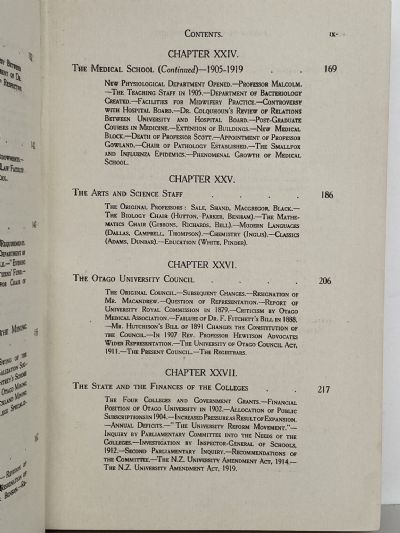 Contents.
ix-
CHAPTER XXIV.
The Medical School (Continued)—1905-1919 . . 169
New Physiological Department Opened.—Professor Malcolm.
—The Teaching Staff in 1905.—Department of Bacteriology
Created.—Facilities for Midwifery Practice.—Controversy
with Hospital Board.—Dr. Colquhoun's Review of Relations
Between University and Hospital Board.—Post-Graduate
Courses in Medicine.—Extension of Buildings.—New Medical
Block.—Death of Professor Scott.—Appointment of Professor
Gowland.—Chair of Pathology Established.—The Smallpox
and Influenza Epidemics.—Phenomenal Growth of Medical
School.
CHAPTER XXV.
The Arts and Science Staff . . . . 186
The Original Professors: Sale, Shand, Macgregor, Black.—
The Biology Chair (Hutton, Parker, Benham).—The Mathe-
matics Chair (Gibbons, Richards, Bell).—Modern Languages
(Dallas, Campbell, Thompson).—Chemistry (Inglis).—Classics
(Adams, Dunbar).—Education (White, Pinder).
CHAPTER XXVI.
The Otago University Council . . . 206
The Original Council.—Subsequent Changes.—Resignation of
Mr. Macandrew.—Question of Representation.—Report of
University Royal Commission in 1879.—Criticism by Otago
Medical Association.—Failure of Dr. F. Fitchett's Bill in 1888.
—Mr. Hutchison's Bill of 1891 Changes the Constitution of
the Council.—In 1907 Rev. Professor Hewitson Advocates
Wider Representation.—The University of Otago Council Act,
1911.—The Present Council.—The Registrars.
CHAPTER XXVII.
The State and the Finances of the Colleges . 217
The Four Colleges and Government Grants.—Financial
Position of Otago University in 1902.—Allocation of Public
Subscriptions in 1904.—Increased Pressure as Result of Expansion.
—Annual Deficits.—"The University Reform Movement."—
Inquiry by Parliamentary Committee into the Needs of the
Colleges.—Investigation by Inspector-General of Schools,
1912.—Second Parliamentary Inquiry.—Recommendations of
the Committee.—The N.Z. University Amendment Act, 1914.—
The N.Z. University Amendment Act, 1919.